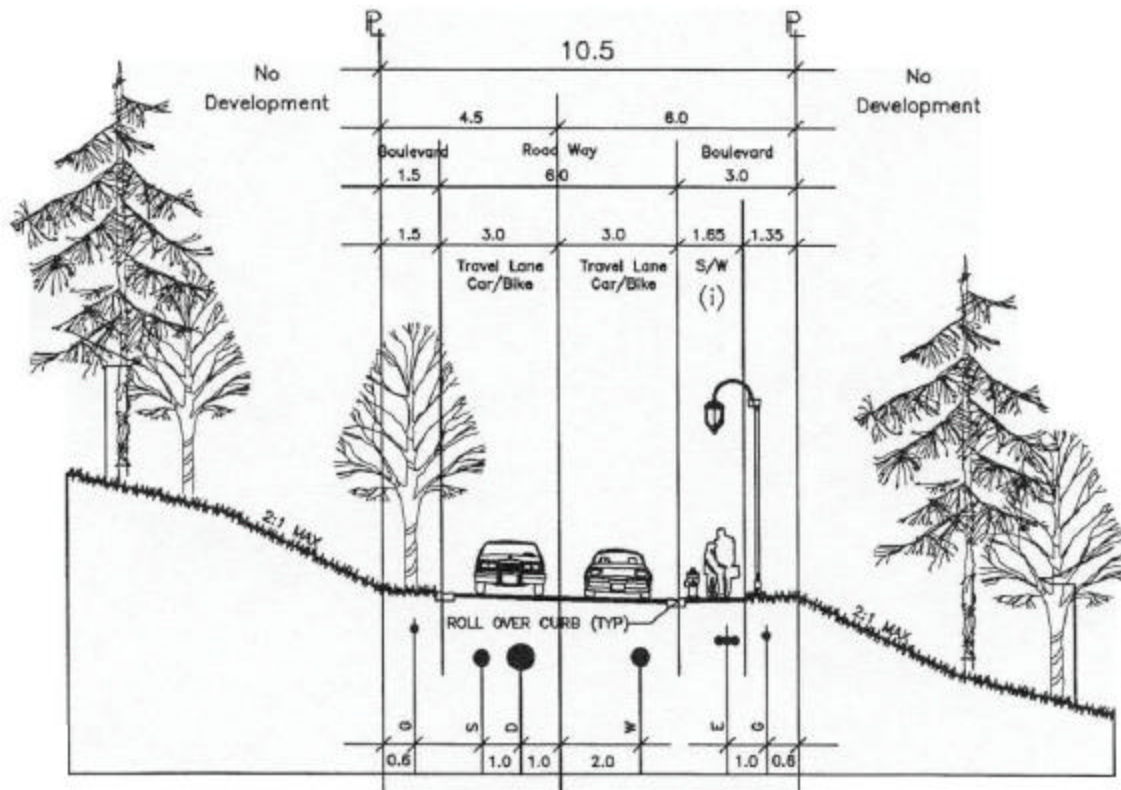 PL
PL
10.5
No
Development
No
Development
4.5
6.0
Boulevard
Road Way
Boulevard
1.5
6.0
3.0
1.5
3.0
3.0
1.65
1.35
Travel Lane
Car/Bike
Travel Lane
Car/Bike
S/W
(i)
2:1 MAX
ROLL OVER CURB (TYP)
2:1 MAX
G
S
D
W
E
G
0.6
1.0
1.0
2.0
1.0
0.6